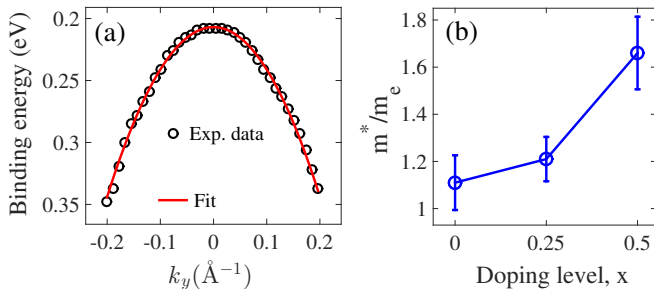 (a)
Binding energy (eV)
0.2
0.25
0.3
0.35
Exp. data
Fit
-0.2
-0.1
0
0.1
0.2
k_y(Å⁻¹)
(b)
m*/m_e
1.8
1.6
1.4
1.2
1
0
0.25
0.5
Doping level, x